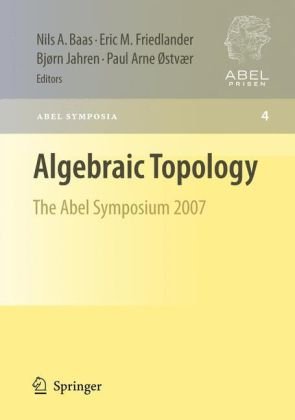 Nils A. Baas · Eric M. Friedlander
Bjørn Jahren · Paul Arne Østvær
Editors
ABEL
PRISEN
ABEL SYMPOSIA 4
Algebraic Topology
The Abel Symposium 2007
Springer